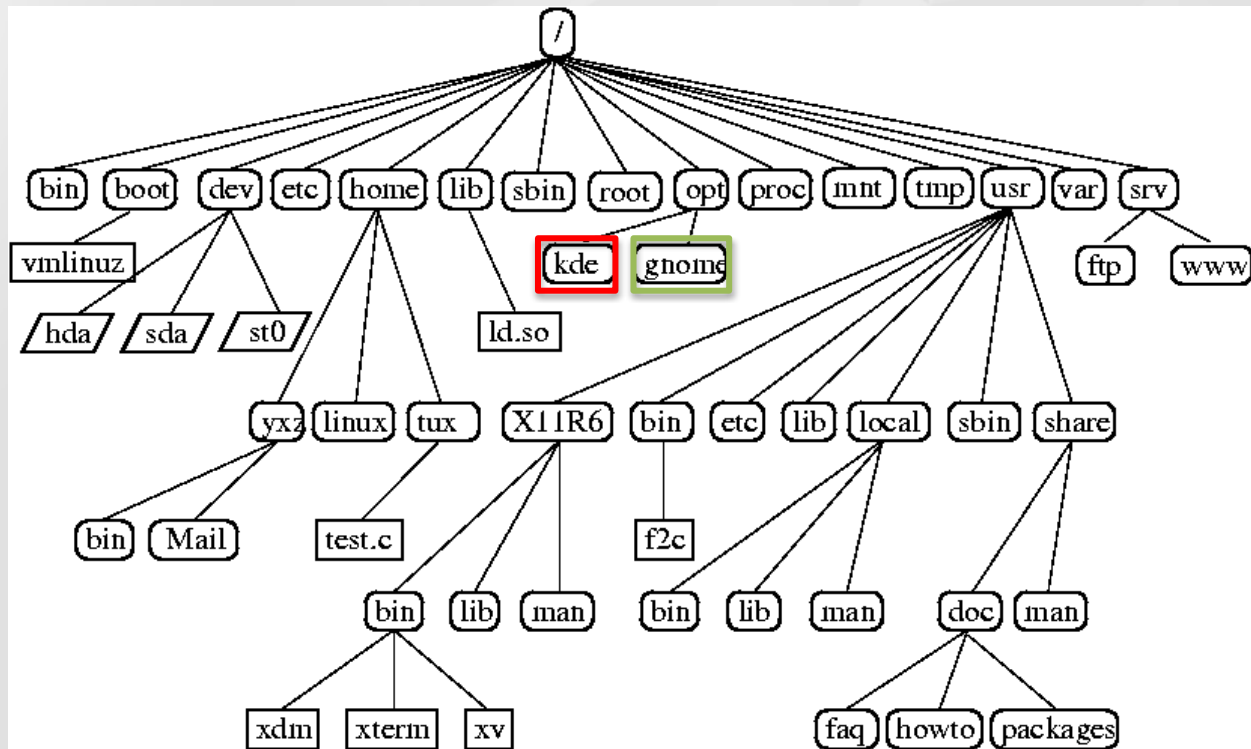 /
bin boot dev etc home lib sbin root opt proc mnt tmp usr var srv
vmlinuz kde gnome ftp www
hda sda st0 ld.so
yxz linux tux X11R6 bin etc lib local sbin share
bin Mail test.c f2c
bin lib man bin lib man doc man
xdm xterm xv faq howto packages